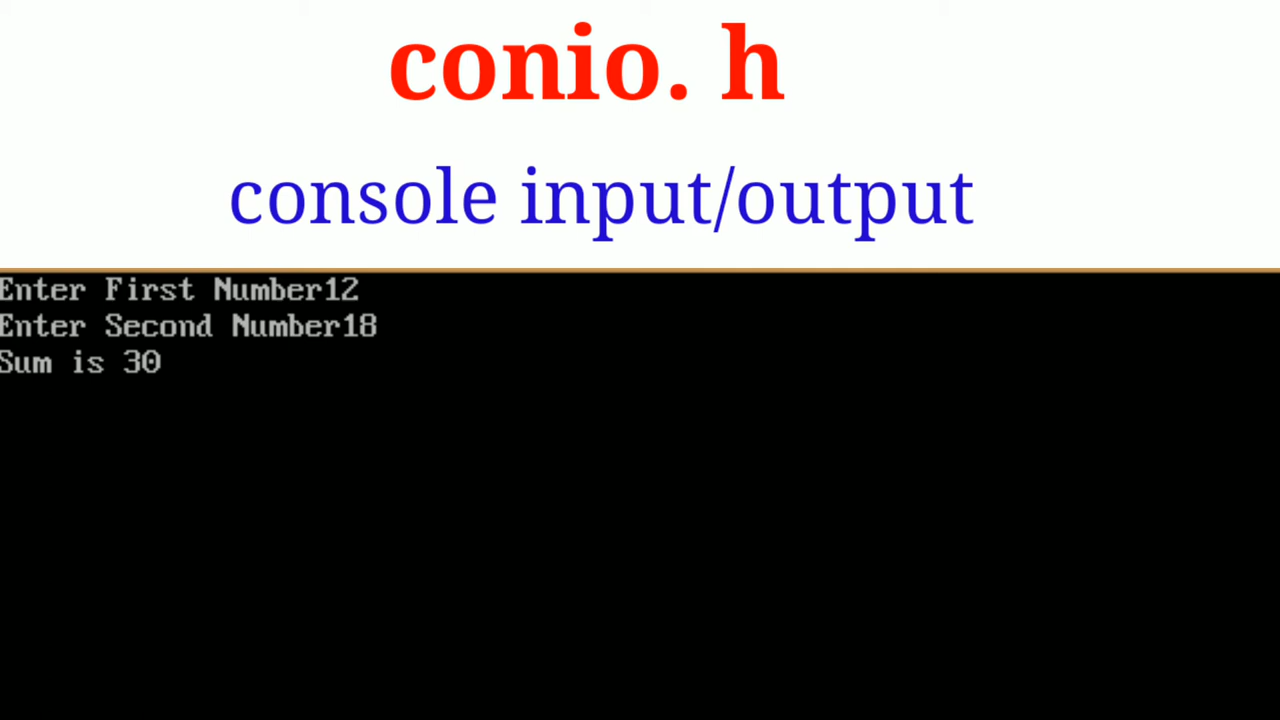 conio. h
console input/output
Enter First Number12
Enter Second Number18
Sum is 30